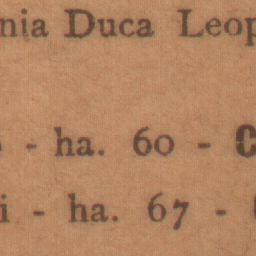 nia Duca Leop
- ha. 60 - C
i - ha. 67 -